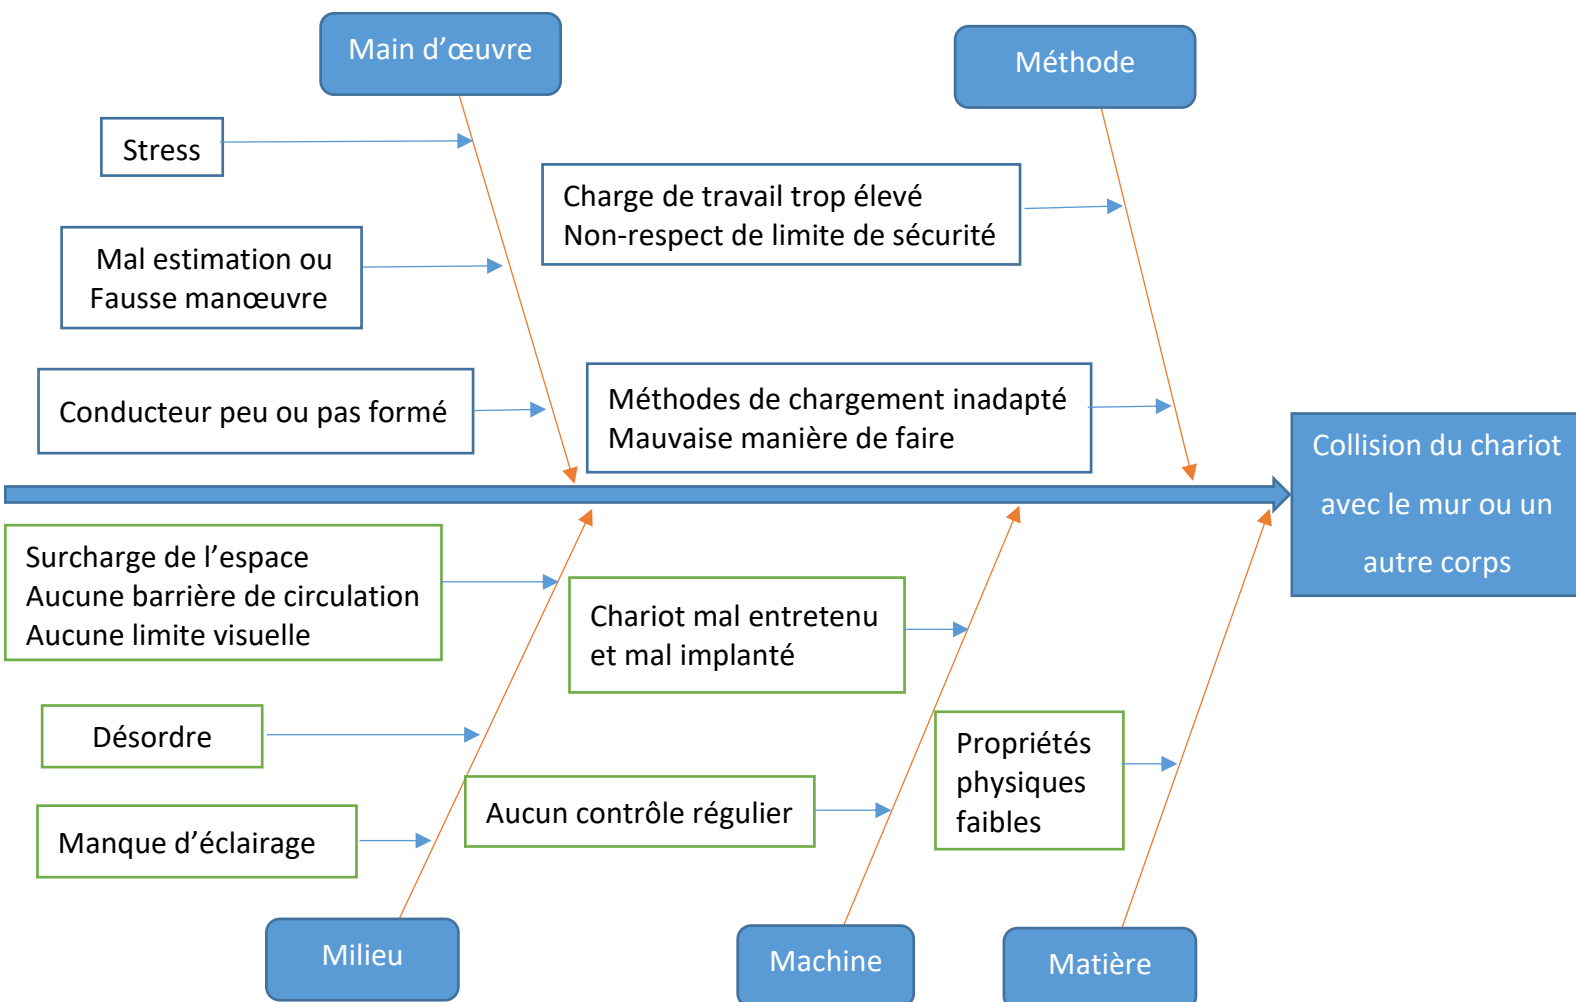 Main d’œuvre
Méthode
Stress
Charge de travail trop élevé
Non-respect de limite de sécurité
Mal estimation ou
Fausse manœuvre
Conducteur peu ou pas formé
Méthodes de chargement inadapté
Mauvaise manière de faire
Collision du chariot
avec le mur ou un
autre corps
Surcharge de l’espace
Aucune barrière de circulation
Aucune limite visuelle
Chariot mal entretenu
et mal implanté
Désordre
Propriétés
physiques
faibles
Aucun contrôle régulier
Manque d’éclairage
Milieu
Machine
Matière